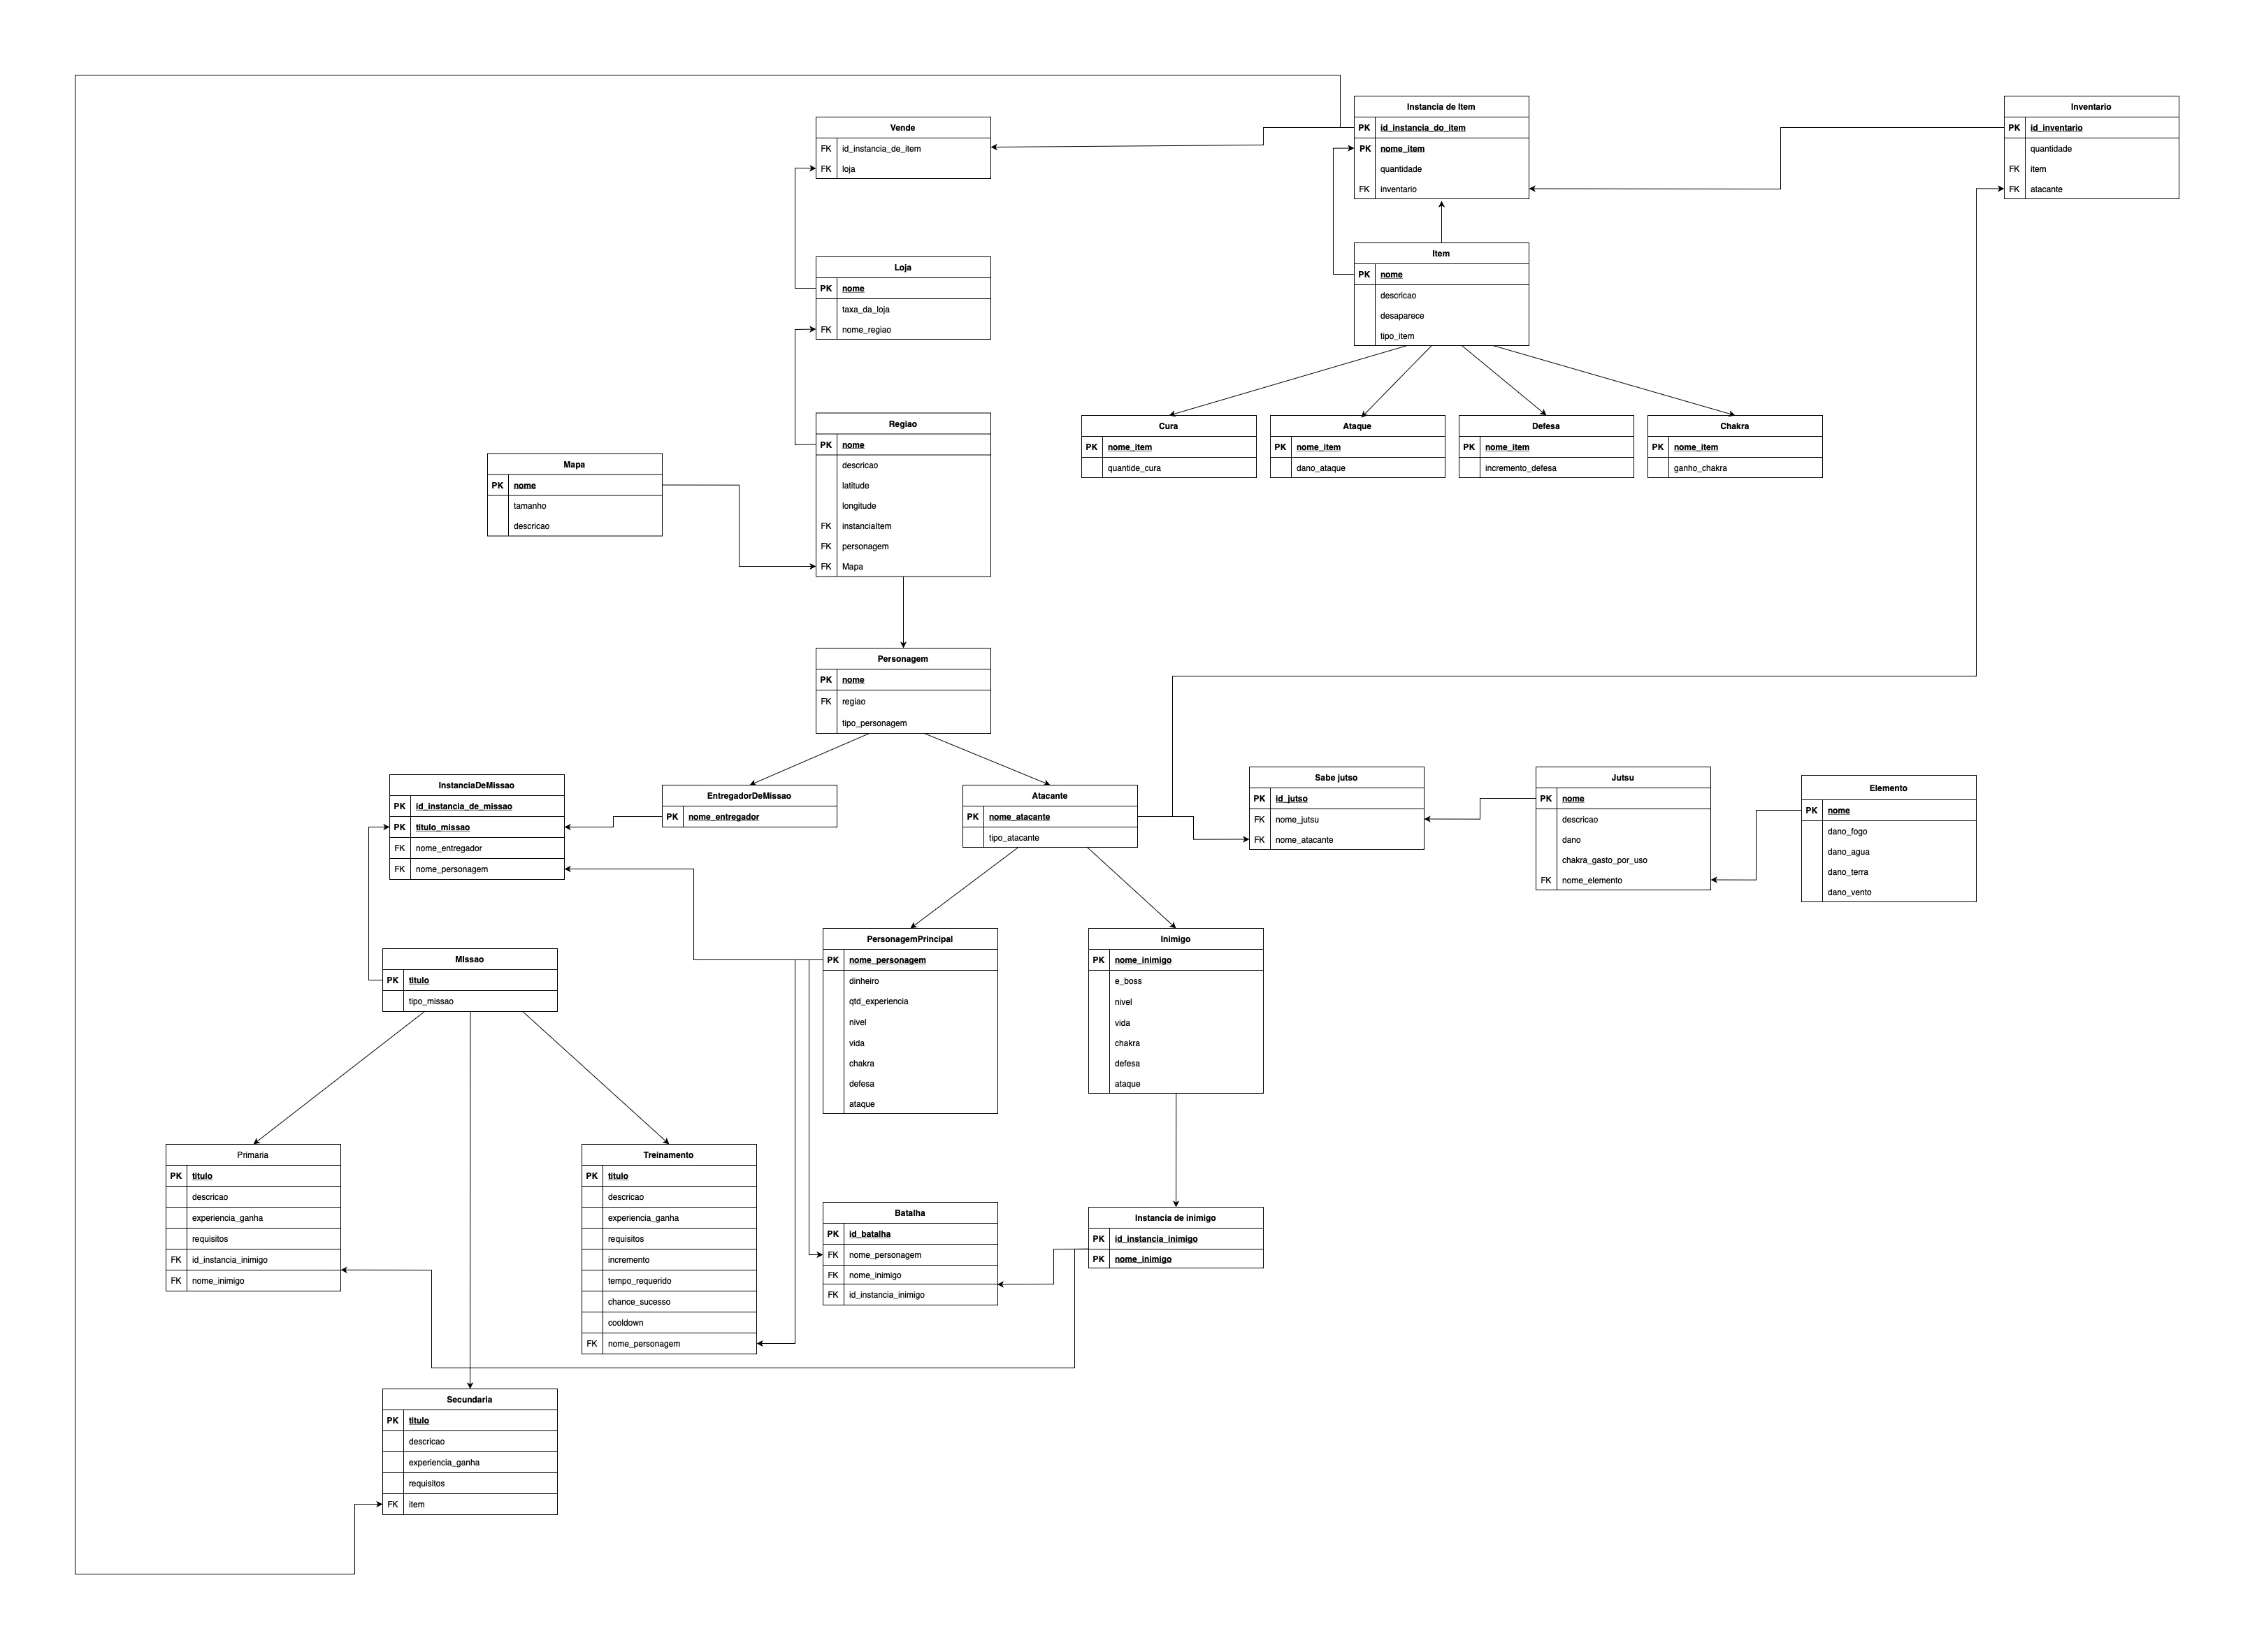 Instancia de Item
PK id_instancia_do_item
PK nome_item
quantidade
FK inventario
Inventario
PK id_inventario
quantidade
FK item
FK atacante
Vende
FK id_instancia_de_item
FK loja
Item
PK nome
descricao
desaparece
tipo_item
Loja
PK nome
taxa_da_loja
FK nome_regiao
Cura
PK nome_item
quantide_cura
Ataque
PK nome_item
dano_ataque
Defesa
PK nome_item
incremento_defesa
Chakra
PK nome_item
ganho_chakra
Regiao
PK nome
descricao
latitude
longitude
FK instanciaItem
FK personagem
FK Mapa
Mapa
PK nome
tamanho
descricao
Personagem
PK nome
FK regiao
tipo_personagem
InstanciaDeMissao
PK id_instancia_de_missao
PK titulo_missao
FK nome_entregador
FK nome_personagem
EntregadorDeMissao
PK nome_entregador
Atacante
PK nome_atacante
tipo_atacante
Sabe jutso
PK id_jutso
FK nome_jutsu
FK nome_atacante
Jutsu
PK nome
descricao
dano
chakra_gasto_por_uso
FK nome_elemento
Elemento
PK nome
dano_fogo
dano_agua
dano_terra
dano_vento
MIssao
PK titulo
tipo_missao
PersonagemPrincipal
PK nome_personagem
dinheiro
qtd_experiencia
nivel
vida
chakra
defesa
ataque
Inimigo
PK nome_inimigo
e_boss
nivel
vida
chakra
defesa
ataque
Primaria
PK titulo
descricao
experiencia_ganha
requisitos
FK id_instancia_inimigo
FK nome_inimigo
Treinamento
PK titulo
descricao
experiencia_ganha
requisitos
incremento
tempo_requerido
chance_sucesso
cooldown
FK nome_personagem
Batalha
PK id_batalha
FK nome_personagem
FK nome_inimigo
FK id_instancia_inimigo
Instancia de inimigo
PK id_instancia_inimigo
PK nome_inimigo
Secundaria
PK titulo
descricao
experiencia_ganha
requisitos
FK item